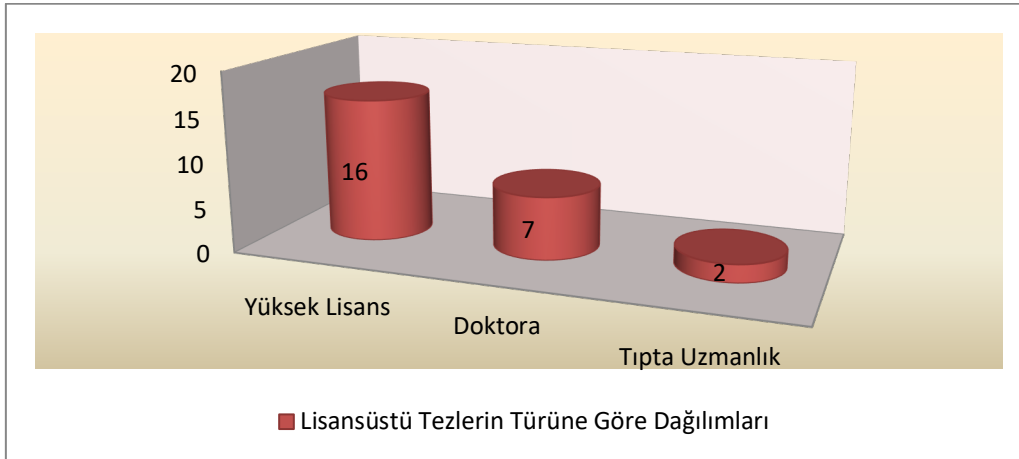 20
15
10
5
0
16
7
2
Yüksek Lisans
Doktora
Tıpta Uzmanlık
Lisansüstü Tezlerin Türüne Göre Dağılımları